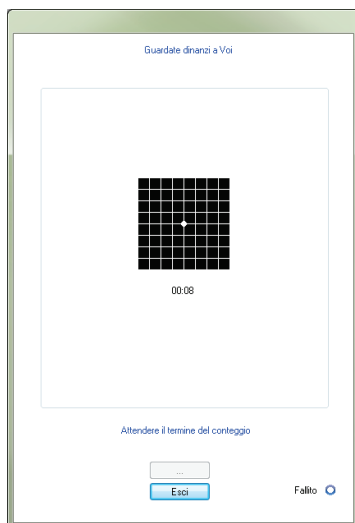 Guardate dinanzi a Voi
00:08
Attendere il termine del conteggio
...
Esci
Fallito